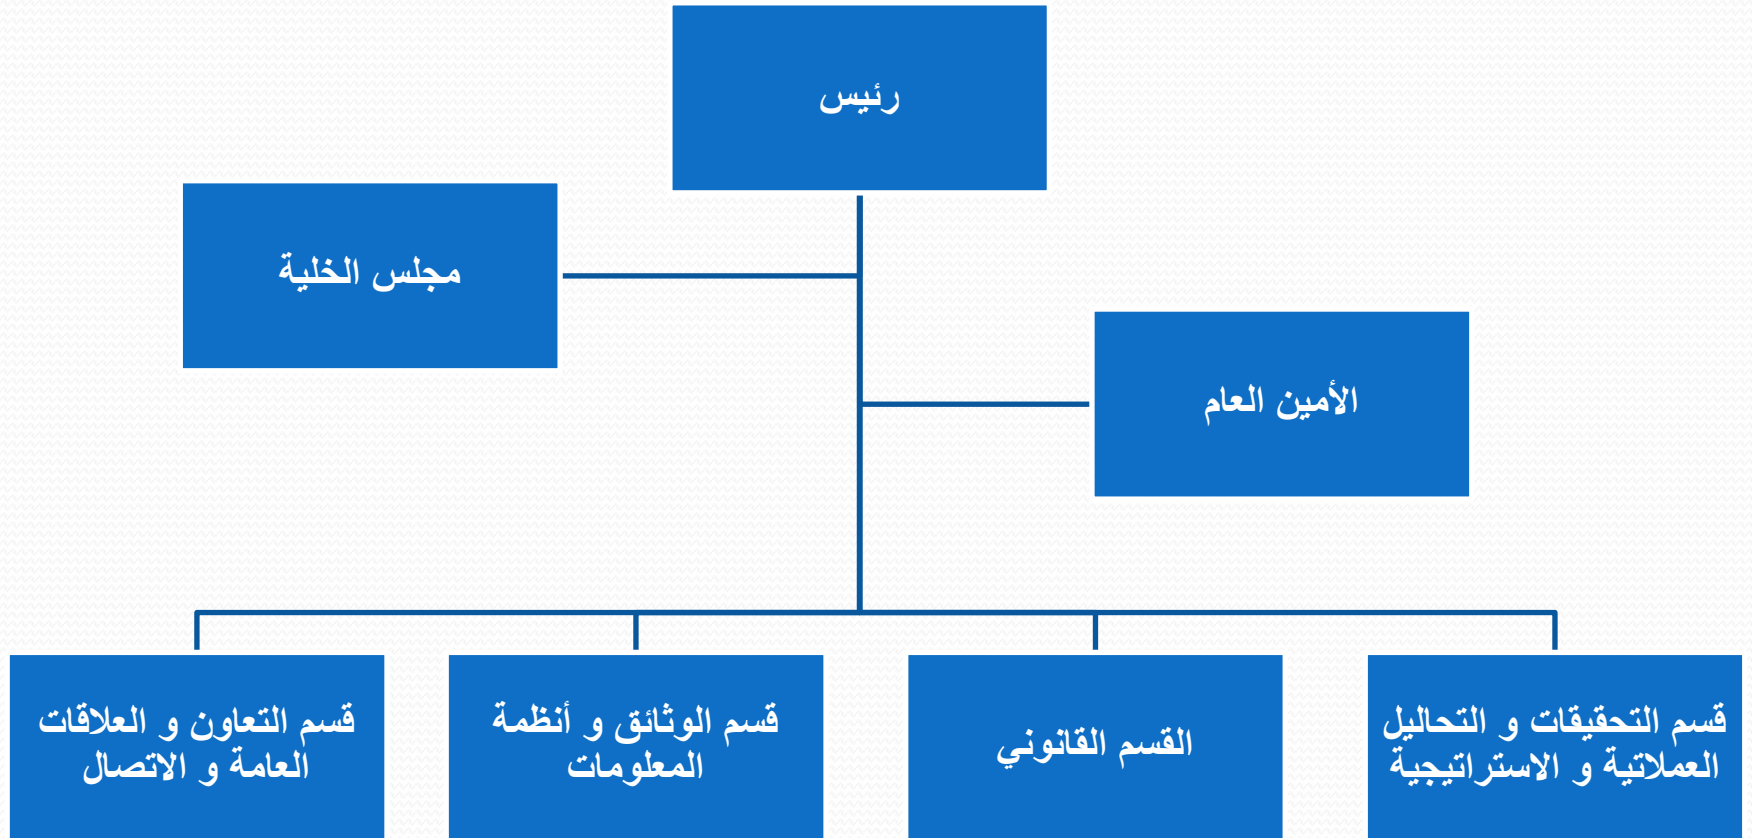 رئيس
مجلس الخلية
الأمين العام
قسم التحقيقات و التحاليل
العملاتية و الاستراتيجية
القسم القانوني
قسم الوثائق و أنظمة
المعلومات
قسم التعاون و العلاقات
العامة و الاتصال